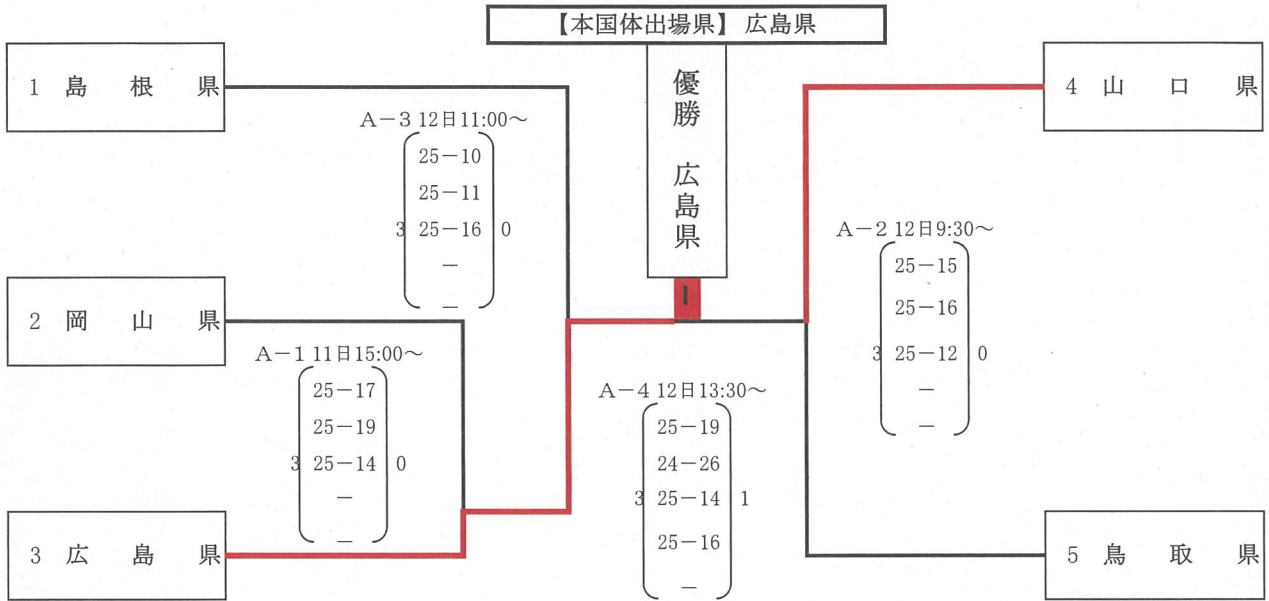 【本国体出場県】 広島県
優勝 広島県
1 島 根 県
A－3 12日11:00～
25－10
25－11
3 25－16 0
－
－
2 岡 山 県
A－1 11日15:00～
25－17
25－19
3 25－14 0
－
－
3 広 島 県
A－4 12日13:30～
25－19
24－26
3 25－14 1
25－16
－
4 山 口 県
A－2 12日9:30～
25－15
25－16
3 25－12 0
－
－
5 鳥 取 県